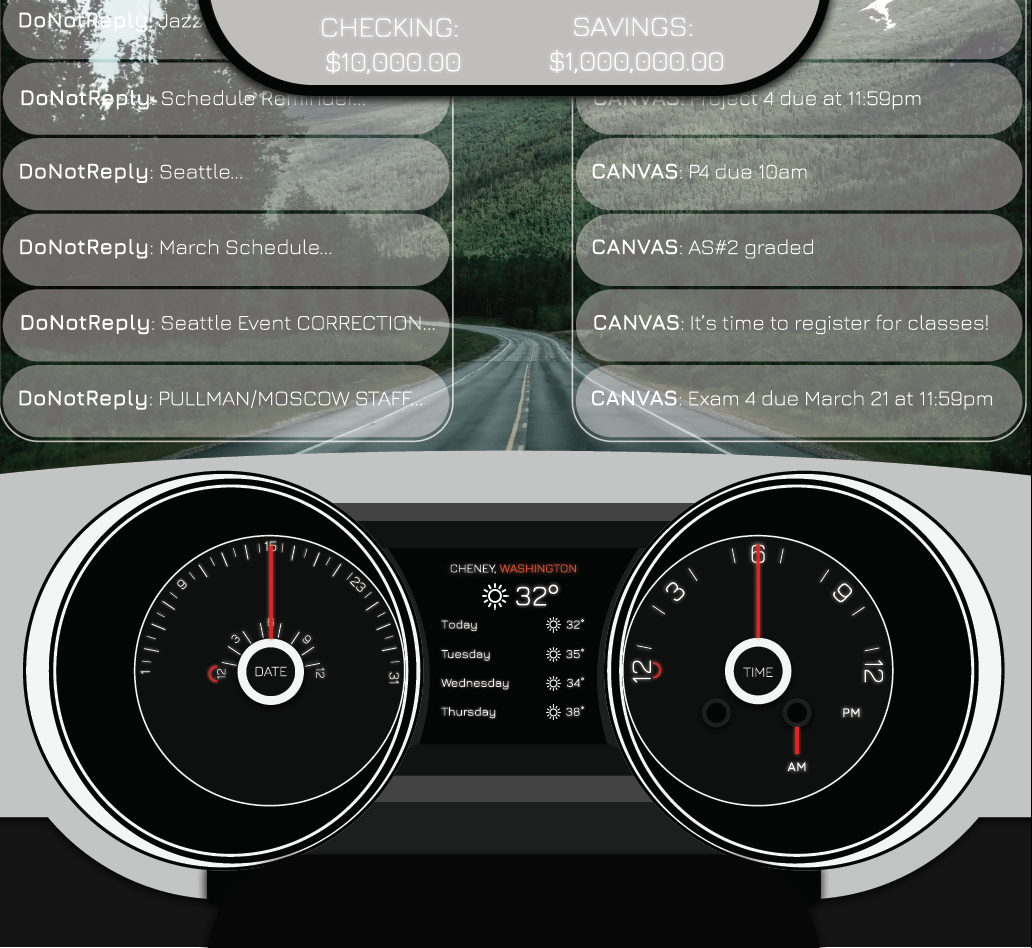 CHECKING:
$10,000.00
SAVINGS:
$1,000,000.00
DoNotReply: Jazz
DoNotReply: Schedule Reminder...
DoNotReply: Seattle...
DoNotReply: March Schedule...
DoNotReply: Seattle Event CORRECTION...
DoNotReply: PULLMAN/MOSCOW STAFF...
CANVAS: Project 4 due at 11:59pm
CANVAS: P4 due 10am
CANVAS: AS#2 graded
CANVAS: It's time to register for classes!
CANVAS: Exam 4 due March 21 at 11:59pm
1
9
15
23
31
12
3
6
9
12
DATE
CHENEY, WASHINGTON
32°
Today 32°
Tuesday 35°
Wednesday 34°
Thursday 38°
12
3
6
9
12
TIME
PM
AM